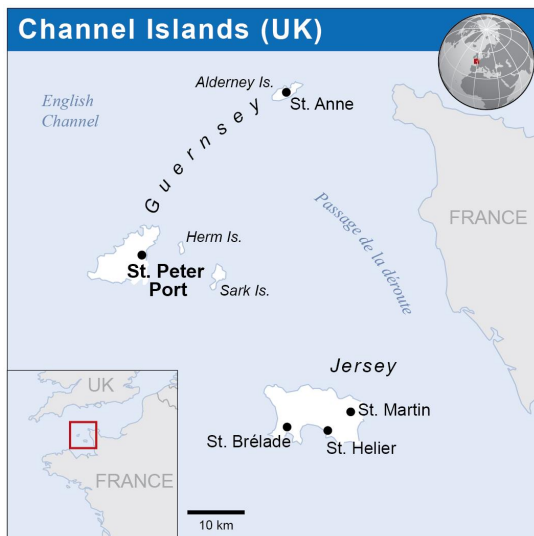 Channel Islands (UK)
Alderney Is.
English
Channel
St. Anne
Guernsey
FRANCE
Passage de la déroute
Herm Is.
St. Peter
Port
Sark Is.
Jersey
UK
St. Martin
St. Brélade
St. Helier
FRANCE
10 km